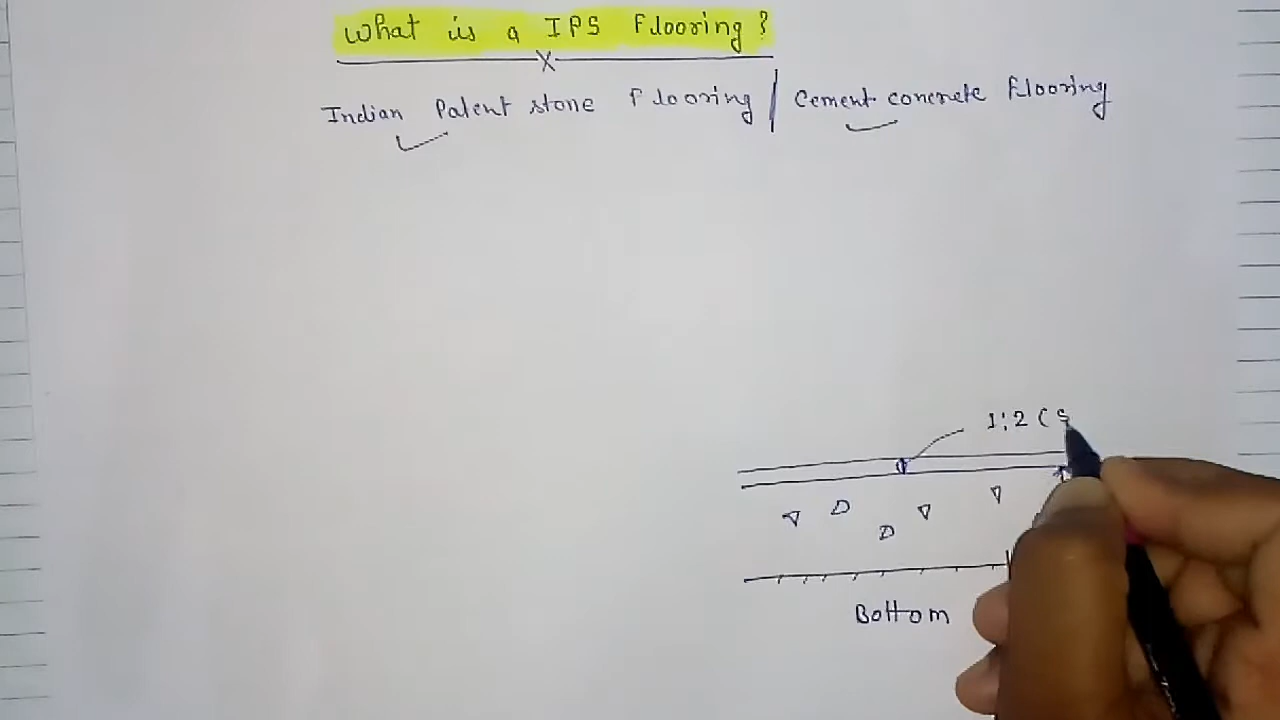 What is a IPS Flooring?
Indian Patent stone Flooring / Cement concrete Flooring
1:2 (S
Bottom